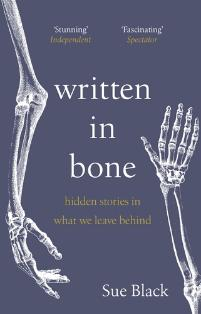 ‘Stunning’ ‘Fascinating’
Independent Spectator
written
in
bone
hidden stories in
what we leave behind
Sue Black